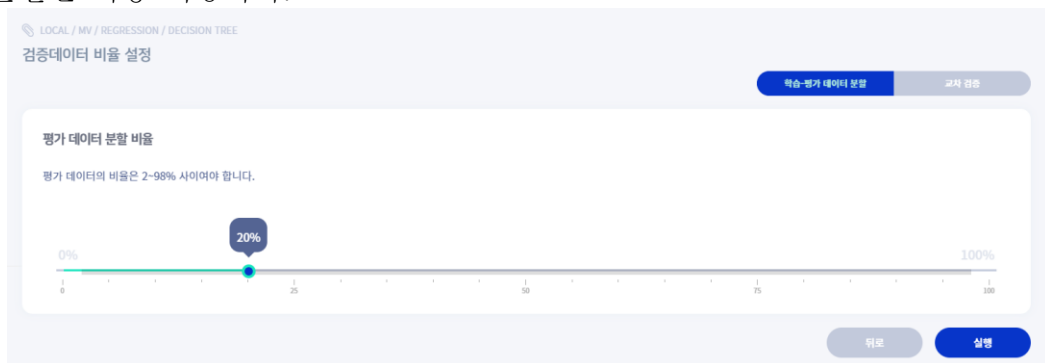 LOCAL / MV / REGRESSION / DECISION TREE
검증데이터 비율 설정
학습-평가 데이터 분할 교차 검증
평가 데이터 분할 비율
평가 데이터의 비율은 2~98% 사이여야 합니다.
20%
0% 100%
0 25 50 75 100
뒤로 실행